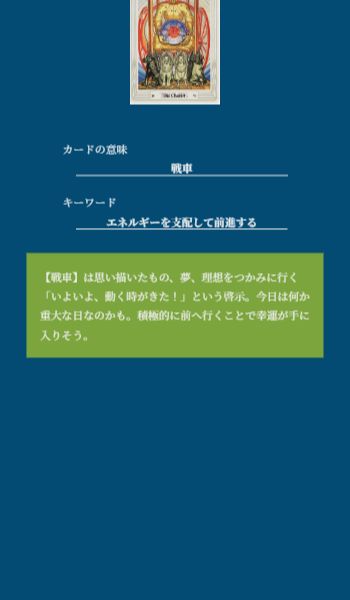 The Chariot
カードの意味
戦車
キーワード
エネルギーを支配して前進する
【戦車】は思い描いたもの、夢、理想をつかみに行く
「いよいよ、動く時がきた！」という啓示。今日は何か
重大な日なのかも。積極的に前へ行くことで幸運が手に
入りそう。